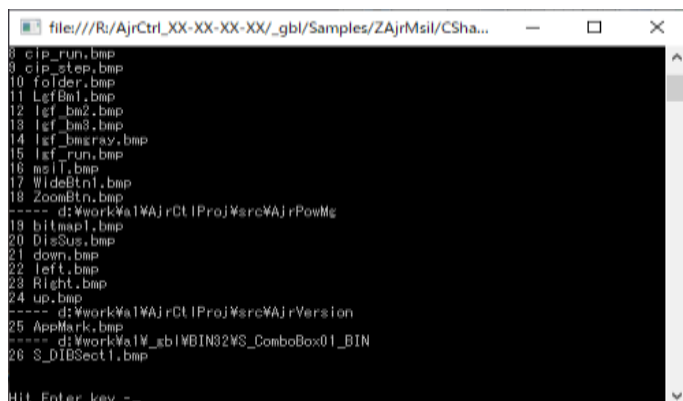 file:///R:/AjrCtrl_XX-XX-XX-XX/_gbl/Samples/ZAjrMsil/CSha...
8 cip_run.bmp
9 cip_step.bmp
10 folder.bmp
11 LgfBm1.bmp
12 lgf_bm2.bmp
13 lgf_bm3.bmp
14 lgf_bmgray.bmp
15 lgf_run.bmp
16 msil.bmp
17 WideBtn1.bmp
18 ZoomBtn.bmp
----- d:¥work¥a1¥AjrCtlProj¥src¥AjrPowMg
19 bitmap1.bmp
20 DisSus.bmp
21 down.bmp
22 left.bmp
23 Right.bmp
24 up.bmp
----- d:¥work¥a1¥AjrCtlProj¥src¥AjrVersion
25 AppMark.bmp
----- d:¥work¥a1¥_gbl¥BIN32¥S_ComboBox01_BIN
26 S_DIBSect1.bmp
Hit Enter key -